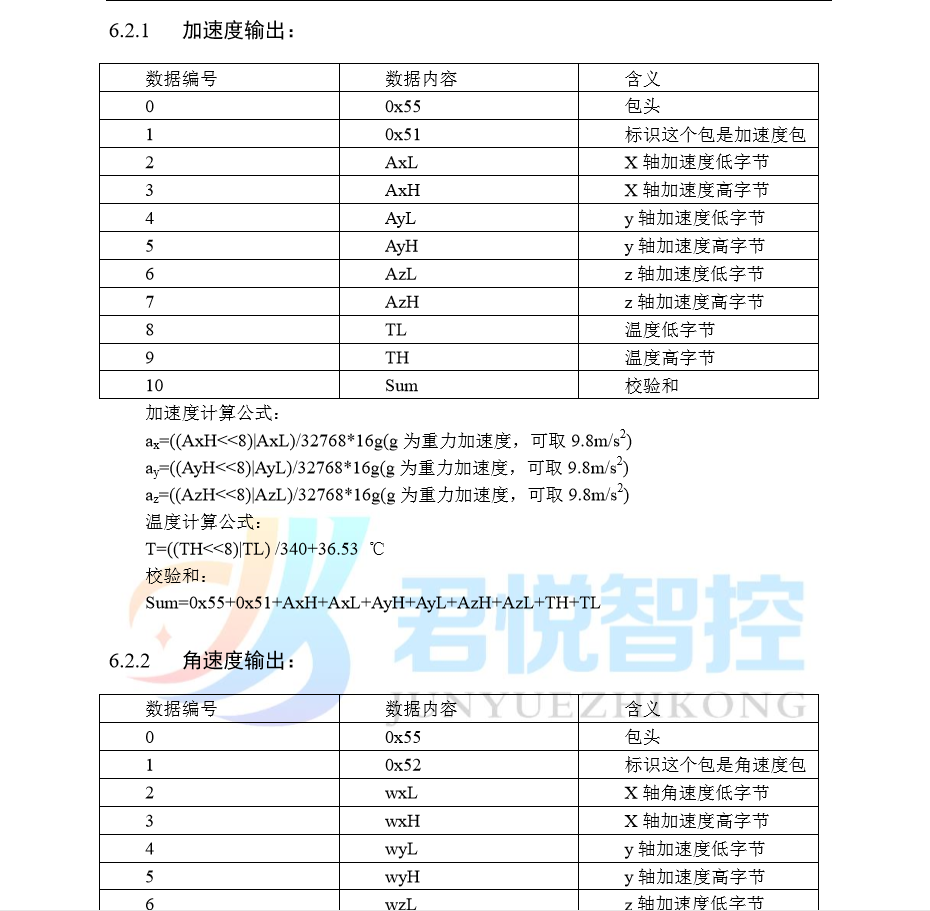 6.2.1 加速度输出：
数据编号 数据内容 含义
0 0x55 包头
1 0x51 标识这个包是加速度包
2 AxL X 轴加速度低字节
3 AxH X 轴加速度高字节
4 AyL y 轴加速度低字节
5 AyH y 轴加速度高字节
6 AzL z 轴加速度低字节
7 AzH z 轴加速度高字节
8 TL 温度低字节
9 TH 温度高字节
10 Sum 校验和
加速度计算公式：
ax=((AxH<<8)|AxL)/32768*16g(g 为重力加速度，可取 9.8m/s2)
ay=((AyH<<8)|AyL)/32768*16g(g 为重力加速度，可取 9.8m/s2)
az=((AzH<<8)|AzL)/32768*16g(g 为重力加速度，可取 9.8m/s2)
温度计算公式：
T=((TH<<8)|TL) /340+36.53 ℃
校验和：
Sum=0x55+0x51+AxH+AxL+AyH+AyL+AzH+AzL+TH+TL
君悦智控
JUNYUEZHIKONG
6.2.2 角速度输出：
数据编号 数据内容 含义
0 0x55 包头
1 0x52 标识这个包是角速度包
2 wxL X 轴角速度低字节
3 wxH X 轴加速度高字节
4 wyL y 轴加速度低字节
5 wyH y 轴加速度高字节
6 wzL z 轴加速度低字节